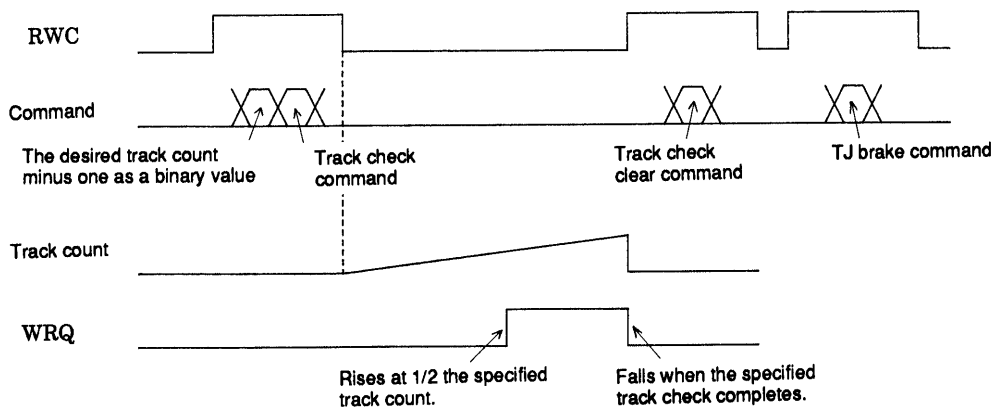 RWC
Command
The desired track count
minus one as a binary value
Track check
command
Track check
clear command
TJ brake command
Track count
WRQ
Rises at 1/2 the specified
track count.
Falls when the specified
track check completes.